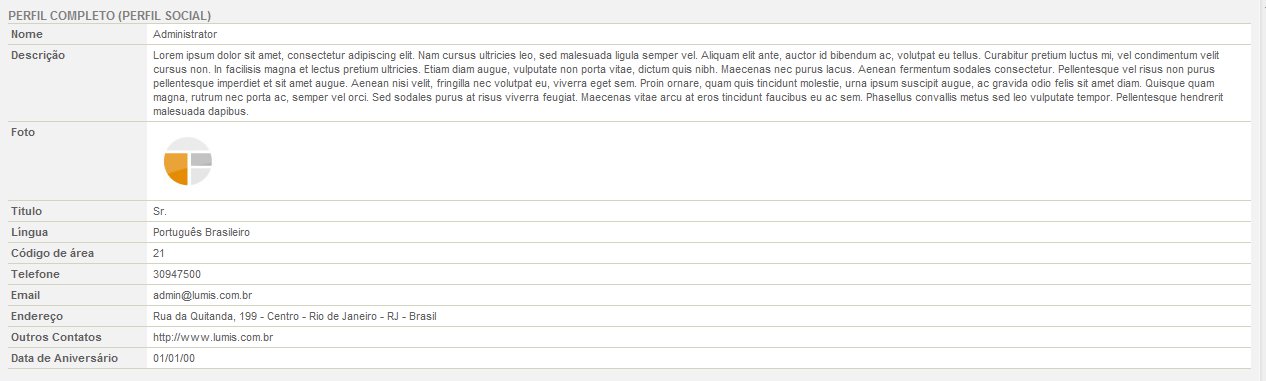 PERFIL COMPLETO (PERFIL SOCIAL)
Nome Administrator
Descrição Lorem ipsum dolor sit amet, consectetur adipiscing elit. Nam cursus ultricies leo, sed malesuada ligula semper vel. Aliquam elit ante, auctor id bibendum ac, volutpat eu tellus. Curabitur pretium luctus mi, vel condimentum velit
cursus non. In facilisis magna et lectus pretium ultricies. Etiam diam augue, vulputate non porta vitae, dictum quis nibh. Maecenas nec purus lacus. Aenean fermentum sodales consectetur. Pellentesque vel risus non purus
pellentesque imperdiet et sit amet augue. Aenean nisi velit, fringilla nec volutpat eu, viverra eget sem. Proin ornare, quam quis tincidunt molestie, urna ipsum suscipit augue, ac gravida odio felis sit amet diam. Quisque quam
magna, rutrum nec porta ac, semper vel orci. Sed sodales purus at risus viverra feugiat. Maecenas vitae arcu at eros tincidunt faucibus eu ac sem. Phasellus convallis metus sed leo vulputate tempor. Pellentesque hendrerit
malesuada dapibus.
Foto
Titulo Sr.
Língua Português Brasileiro
Código de área 21
Telefone 30947500
Email admin@lumis.com.br
Endereço Rua da Quitanda, 199 - Centro - Rio de Janeiro - RJ - Brasil
Outros Contatos http://www.lumis.com.br
Data de Aniversário 01/01/00